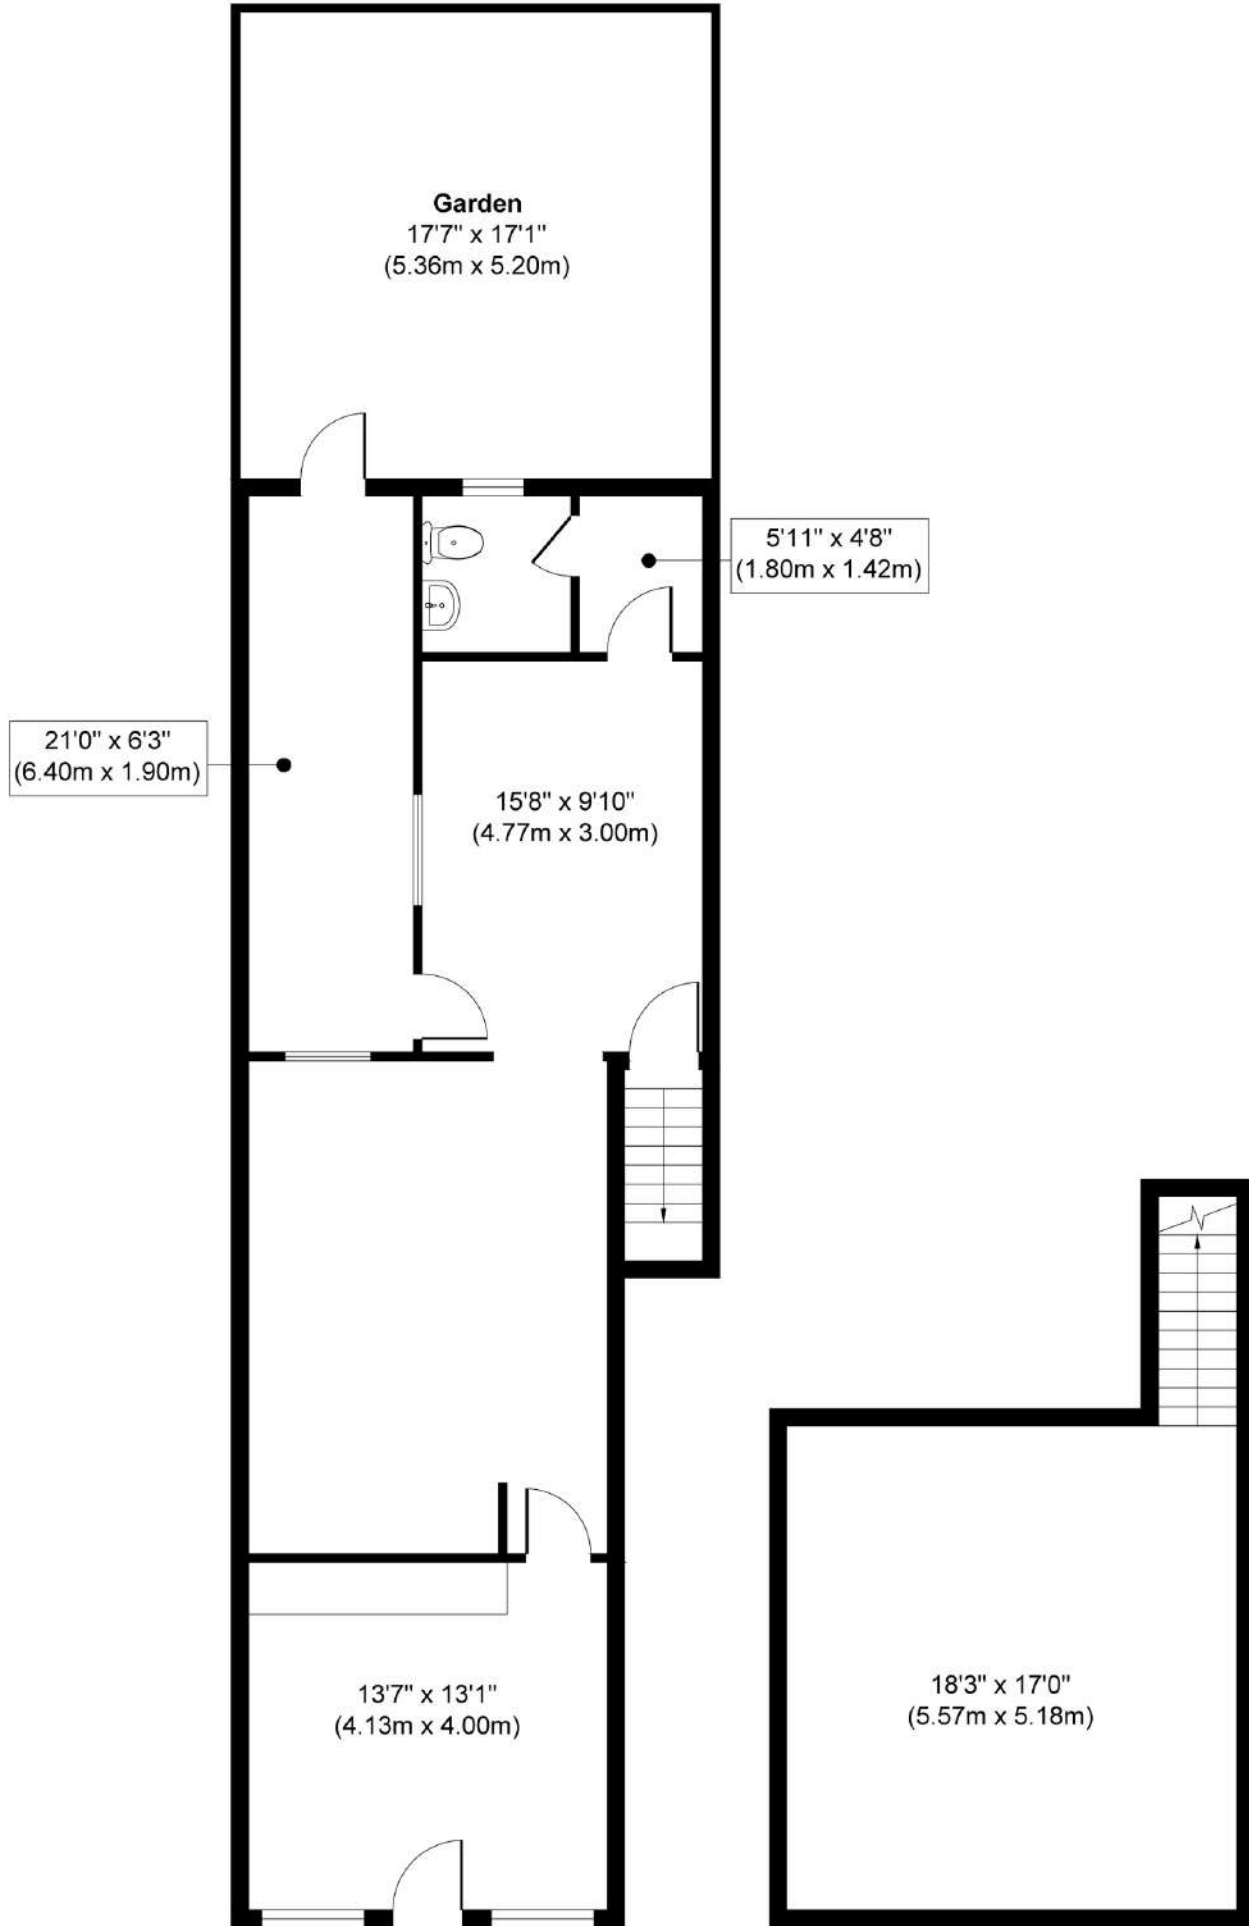 Garden
17'7" x 17'1"
(5.36m x 5.20m)
5'11" x 4'8"
(1.80m x 1.42m)
21'0" x 6'3"
(6.40m x 1.90m)
15'8" x 9'10"
(4.77m x 3.00m)
13'7" x 13'1"
(4.13m x 4.00m)
18'3" x 17'0"
(5.57m x 5.18m)